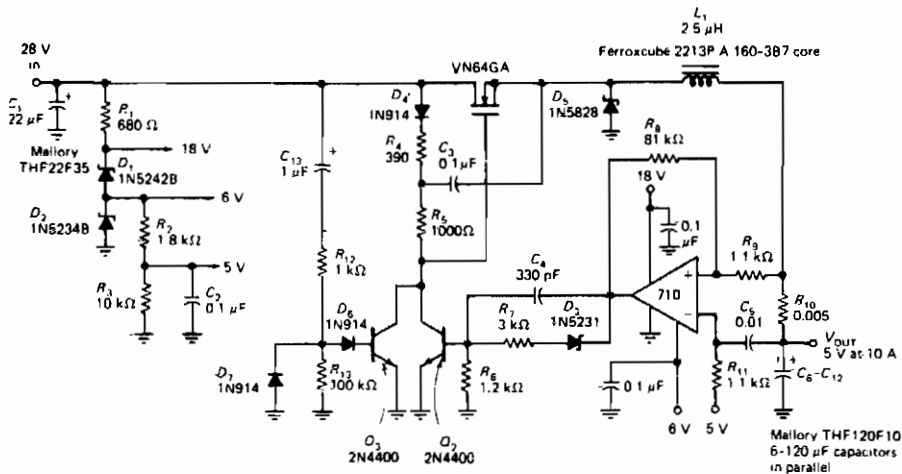 28 V
in
C1
22 µF
Mallory
THF22F35
R1
680 Ω
18 V
D1
1N5242B
6 V
D2
1N5234B
R2
1 8 kΩ
5 V
R3
10 kΩ
C2
0 1 µF
C13
1 µF
R12
1 kΩ
D6
1N914
D7
1N914
R13
300 kΩ
Q3
2N4400
Q2
2N4400
D4
1N914
R4
390
C3
0 1 µF
R5
1000Ω
VN64GA
D5
1N5828
L1
2 5 µH
Ferroxcube 2213P A 160-3B7 core
R8
81 kΩ
18 V
0.1
µF
C4
330 pF
R7
3 kΩ
D3
1N5231
R6
1.2 kΩ
710
+
−
R9
1 1 kΩ
R10
0.005
C5
0.01
VOUT
5 V at 10 A
R11
1 1 kΩ
C6–C12
0 1 µF
6 V
5 V
Mallory THF120F10
6-120 µF capacitors
in parallel